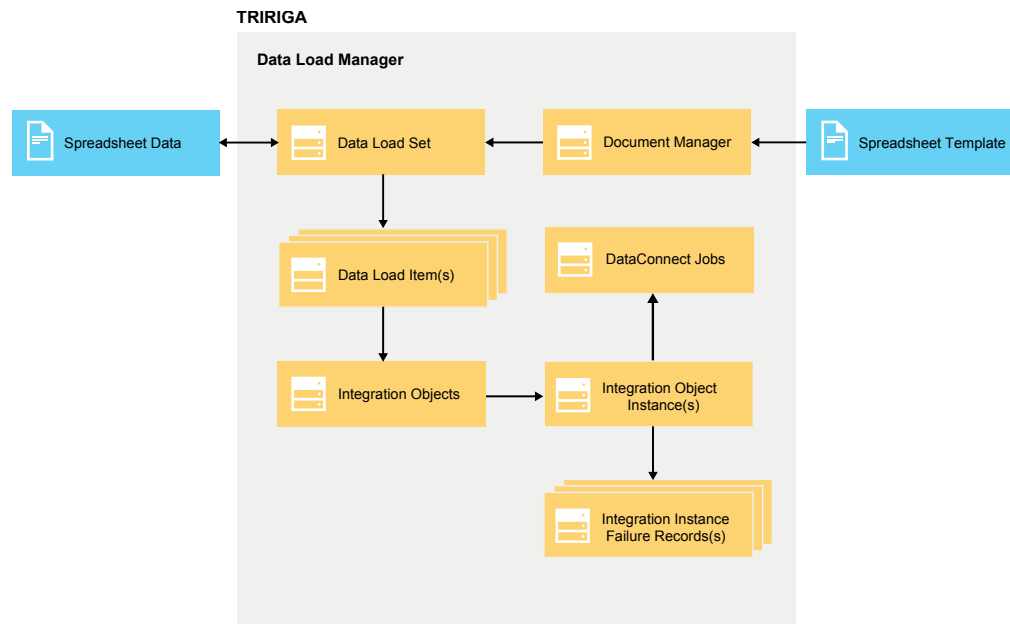 TRIRIGA
Data Load Manager
Spreadsheet Data
Data Load Set
Document Manager
Spreadsheet Template
Data Load Item(s)
DataConnect Jobs
Integration Objects
Integration Object
Instance(s)
Integration Instance
Failure Records(s)